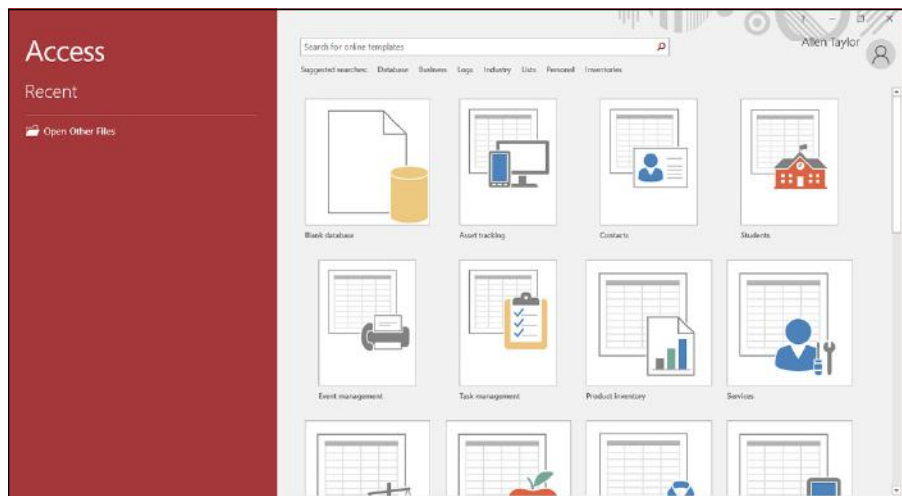 Access
Recent
Open Other Files
Allen Taylor
Search for online templates
Suggested searches: Database Business Logs Industry Lists Personal Inventories
Blank database
Asset tracking
Contacts
Students
Event management
Task management
Product inventory
Services